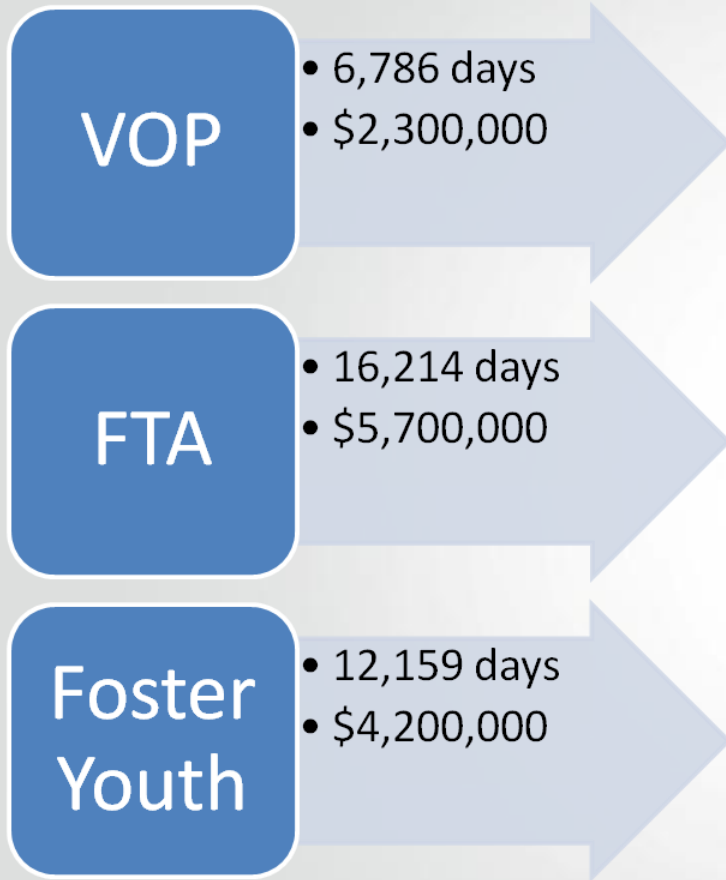 VOP
• 6,786 days
• $2,300,000
FTA
• 16,214 days
• $5,700,000
Foster
Youth
• 12,159 days
• $4,200,000